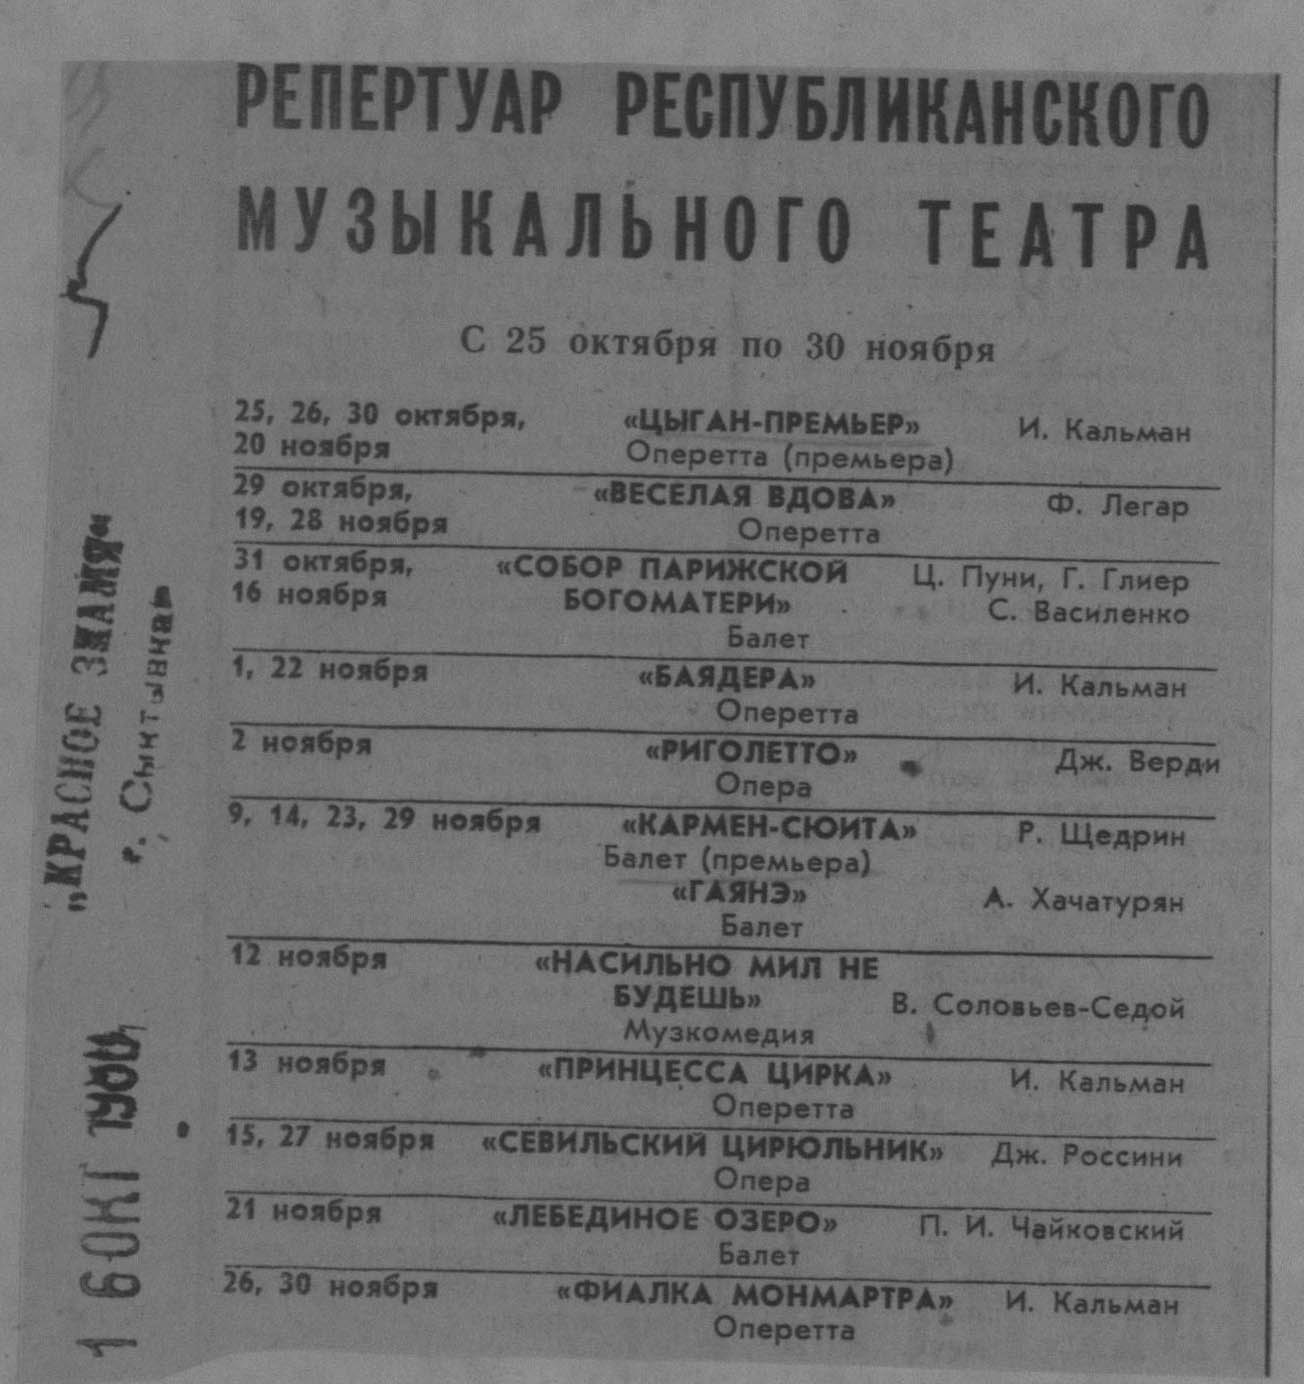 РЕПЕРТУАР РЕСПУБЛИКАНСКОГО
МУЗЫКАЛЬНОГО ТЕАТРА
С 25 октября по 30 ноября
25, 26, 30 октября, «ЦЫГАН-ПРЕМЬЕР» И. Кальман
20 ноября Оперетта (премьера)
29 октября, «ВЕСЕЛАЯ ВДОВА» Ф. Легар
19, 28 ноября Оперетта
31 октября, «СОБОР ПАРИЖСКОЙ Ц. Пуни, Г. Глиер
16 ноября БОГОМАТЕРИ» С. Василенко
Балет
1, 22 ноября «БАЯДЕРА» И. Кальман
Оперетта
2 ноября «РИГОЛЕТТО» Дж. Верди
Опера
9, 14, 23, 29 ноября «КАРМЕН-СЮИТА» Р. Щедрин
Балет (премьера)
«ГАЯНЭ» А. Хачатурян
Балет
12 ноября «НАСИЛЬНО МИЛ НЕ
БУДЕШЬ» В. Соловьев-Седой
Музкомедия
13 ноября «ПРИНЦЕССА ЦИРКА» И. Кальман
Оперетта
15, 27 ноября «СЕВИЛЬСКИЙ ЦИРЮЛЬНИК» Дж. Россини
Опера
21 ноября «ЛЕБЕДИНОЕ ОЗЕРО» П. И. Чайковский
Балет
26, 30 ноября «ФИАЛКА МОНМАРТРА» И. Кальман
Оперетта
„КРАСНОЕ ЗНАМЯ“
г. Сыктывкар
1 6 ОКТ